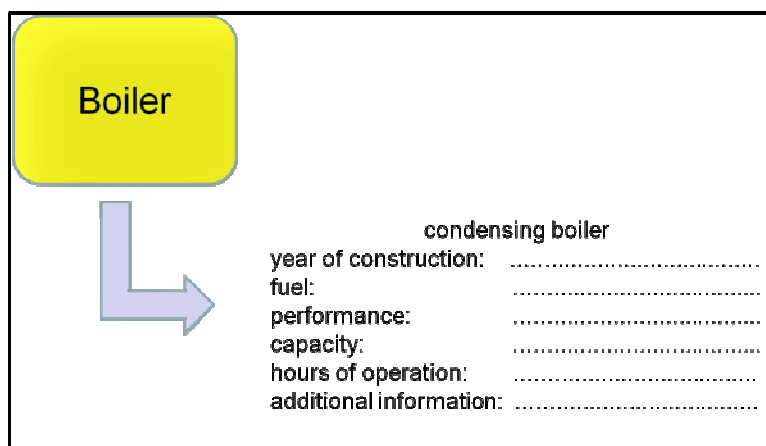 Boiler
condensing boiler
year of construction: ........................................
fuel: ........................................
performance: ........................................
capacity: ........................................
hours of operation: .......................................
additional information: .......................................